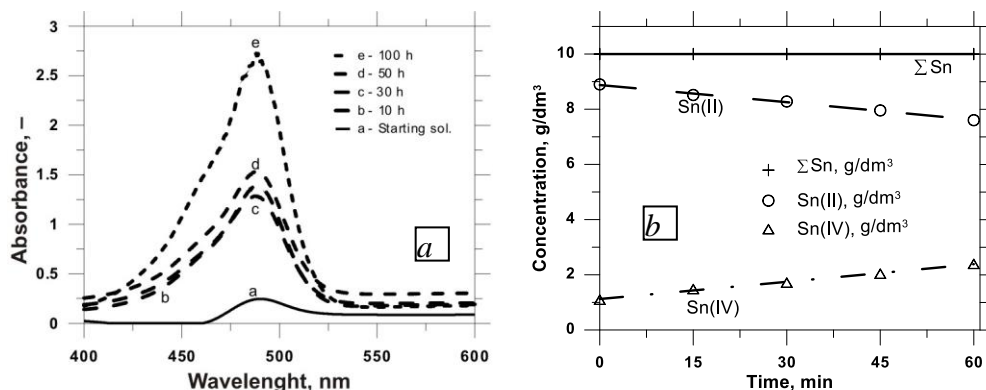 3
2.5
2
1.5
1
0.5
0
400
450
500
550
600
Absorbance, –
Wavelenght, nm
e
d
c
b
a
e - 100 h
d - 50 h
c - 30 h
b - 10 h
a - Starting sol.
a
10
8
6
4
2
0
0
15
30
45
60
Concentration, g/dm³
Time, min
∑Sn
Sn(II)
∑Sn, g/dm³
Sn(II), g/dm³
Sn(IV), g/dm³
Sn(IV)
b